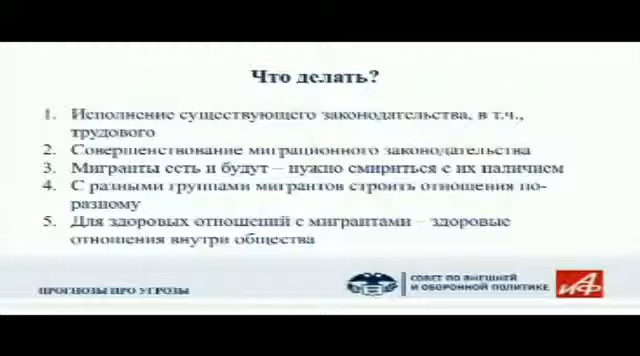 Что делать?
1. Исполнение существующего законодательства, в т.ч.,
трудового
2. Совершенствование миграционного законодательства
3. Мигранты есть и будут – нужно смириться с их наличием
4. С разными группами мигрантов строить отношения по-
разному
5. Для здоровых отношений с мигрантами – здоровые
отношения внутри общества
ПРОГНОЗЫ ПРО УГРОЗЫ
СОВЕТ ПО ВНЕШНЕЙ
И ОБОРОННОЙ ПОЛИТИКЕ
АиФ